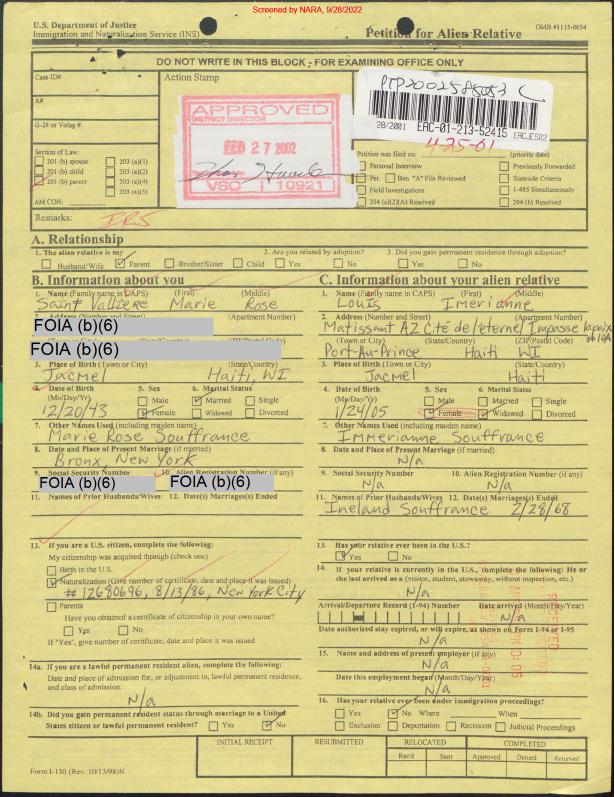 Screened by NARA, 9/28/2022
U.S. Department of Justice
Immigration and Naturalization Service (INS)
Petition for Alien Relative
OMB #1115-0054
DO NOT WRITE IN THIS BLOCK - FOR EXAMINING OFFICE ONLY
Case ID#
Action Stamp
A#
G-28 or Volag #
Section of Law:
201 (b) spouse 203 (a)(1)
201 (b) child 203 (a)(2)
201 (b) parent 203 (a)(4)
203 (a)(5)
AM CON:
APPROVED
DISTRICT DIRECTOR
FEB 27 2002
VSC 10921
28/2001 EAC-01-213-52415 EACJES02
4-25-01
Petition was filed on: (priority date)
Personal Interview Previously Forwarded
Pet. Ben "A" File Reviewed Stateside Criteria
Field Investigations I-485 Simultaneously
204 (a)(2)(A) Resolved 204 (h) Resolved
Remarks: IR5
A. Relationship
1. The alien relative is my 2. Are you related by adoption? 3. Did you gain permanent residence through adoption?
Husband/Wife Parent Brother/Sister Child Yes No Yes No
B. Information about you
1. Name (Family name in CAPS) (First) (Middle)
Saint Vallière Marie Rose
2. Address (Number and Street) (Apartment Number)
FOIA (b)(6)
(Town or City) (State/Country) (ZIP/Postal Code)
FOIA (b)(6)
3. Place of Birth (Town or City) (State/Country)
Jacmel Haiti, WI
4. Date of Birth 5. Sex 6. Marital Status
(Mo/Day/Yr) Male Married Single
12/20/43 Female Widowed Divorced
7. Other Names Used (including maiden name)
Marie Rose Souffrance
8. Date and Place of Present Marriage (if married)
Bronx, New York
9. Social Security Number 10. Alien Registration Number (if any)
FOIA (b)(6) FOIA (b)(6)
11. Names of Prior Husbands/Wives 12. Date(s) Marriage(s) Ended
13. If you are a U.S. citizen, complete the following:
My citizenship was acquired through (check one)
Birth in the U.S.
Naturalization (Give number of certificate, date and place it was issued)
# 12680696, 8/13/86, New York City
Parents
Have you obtained a certificate of citizenship in your own name?
Yes No
If "Yes", give number of certificate, date and place it was issued
14a. If you are a lawful permanent resident alien, complete the following:
Date and place of admission for, or adjustment to, lawful permanent residence,
and class of admission:
N/a
14b. Did you gain permanent resident status through marriage to a United
States citizen or lawful permanent resident? Yes No
C. Information about your alien relative
1. Name (Family name in CAPS) (First) (Middle)
Louis Imerianne
2. Address (Number and Street) (Apartment Number)
Matissant AZ Cité de l'eternel Impasse lapaix
#10A
(Town or City) (State/Country) (ZIP/Postal Code)
Port-Au-Prince Haiti WI
3. Place of Birth (Town or City) (State/Country)
Jacmel Haiti
4. Date of Birth 5. Sex 6. Marital Status
(Mo/Day/Yr) Male Married Single
1/24/05 Female Widowed Divorced
7. Other Names Used (including maiden name)
Immerianne Souffrance
8. Date and Place of Present Marriage (if married)
N/a
9. Social Security Number 10. Alien Registration Number (if any)
N/a N/a
11. Names of Prior Husbands/Wives 12. Date(s) Marriage(s) Ended
Ineland Souffrance 2/28/68
13. Has your relative ever been in the U.S.?
Yes No
14. If your relative is currently in the U.S., complete the following: He or
she last arrived as a (visitor, student, stowaway, without inspection, etc.)
N/a
Arrival/Departure Record (I-94) Number Date arrived (Month/Day/Year)
N/a
Date authorized stay expired, or will expire, as shown on Form I-94 or I-95
N/a
15. Name and address of present employer (if any)
N/a
Date this employment began (Month/Day/Year)
N/a
16. Has your relative ever been under immigration proceedings?
Yes No Where When
Exclusion Deportation Recission Judicial Proceedings
RECEIVED
INITIAL RECEIPT RESUBMITTED RELOCATED COMPLETED
Rec'd Sent Approved Denied Returned
Form I-130 (Rev. 10/13/98)N